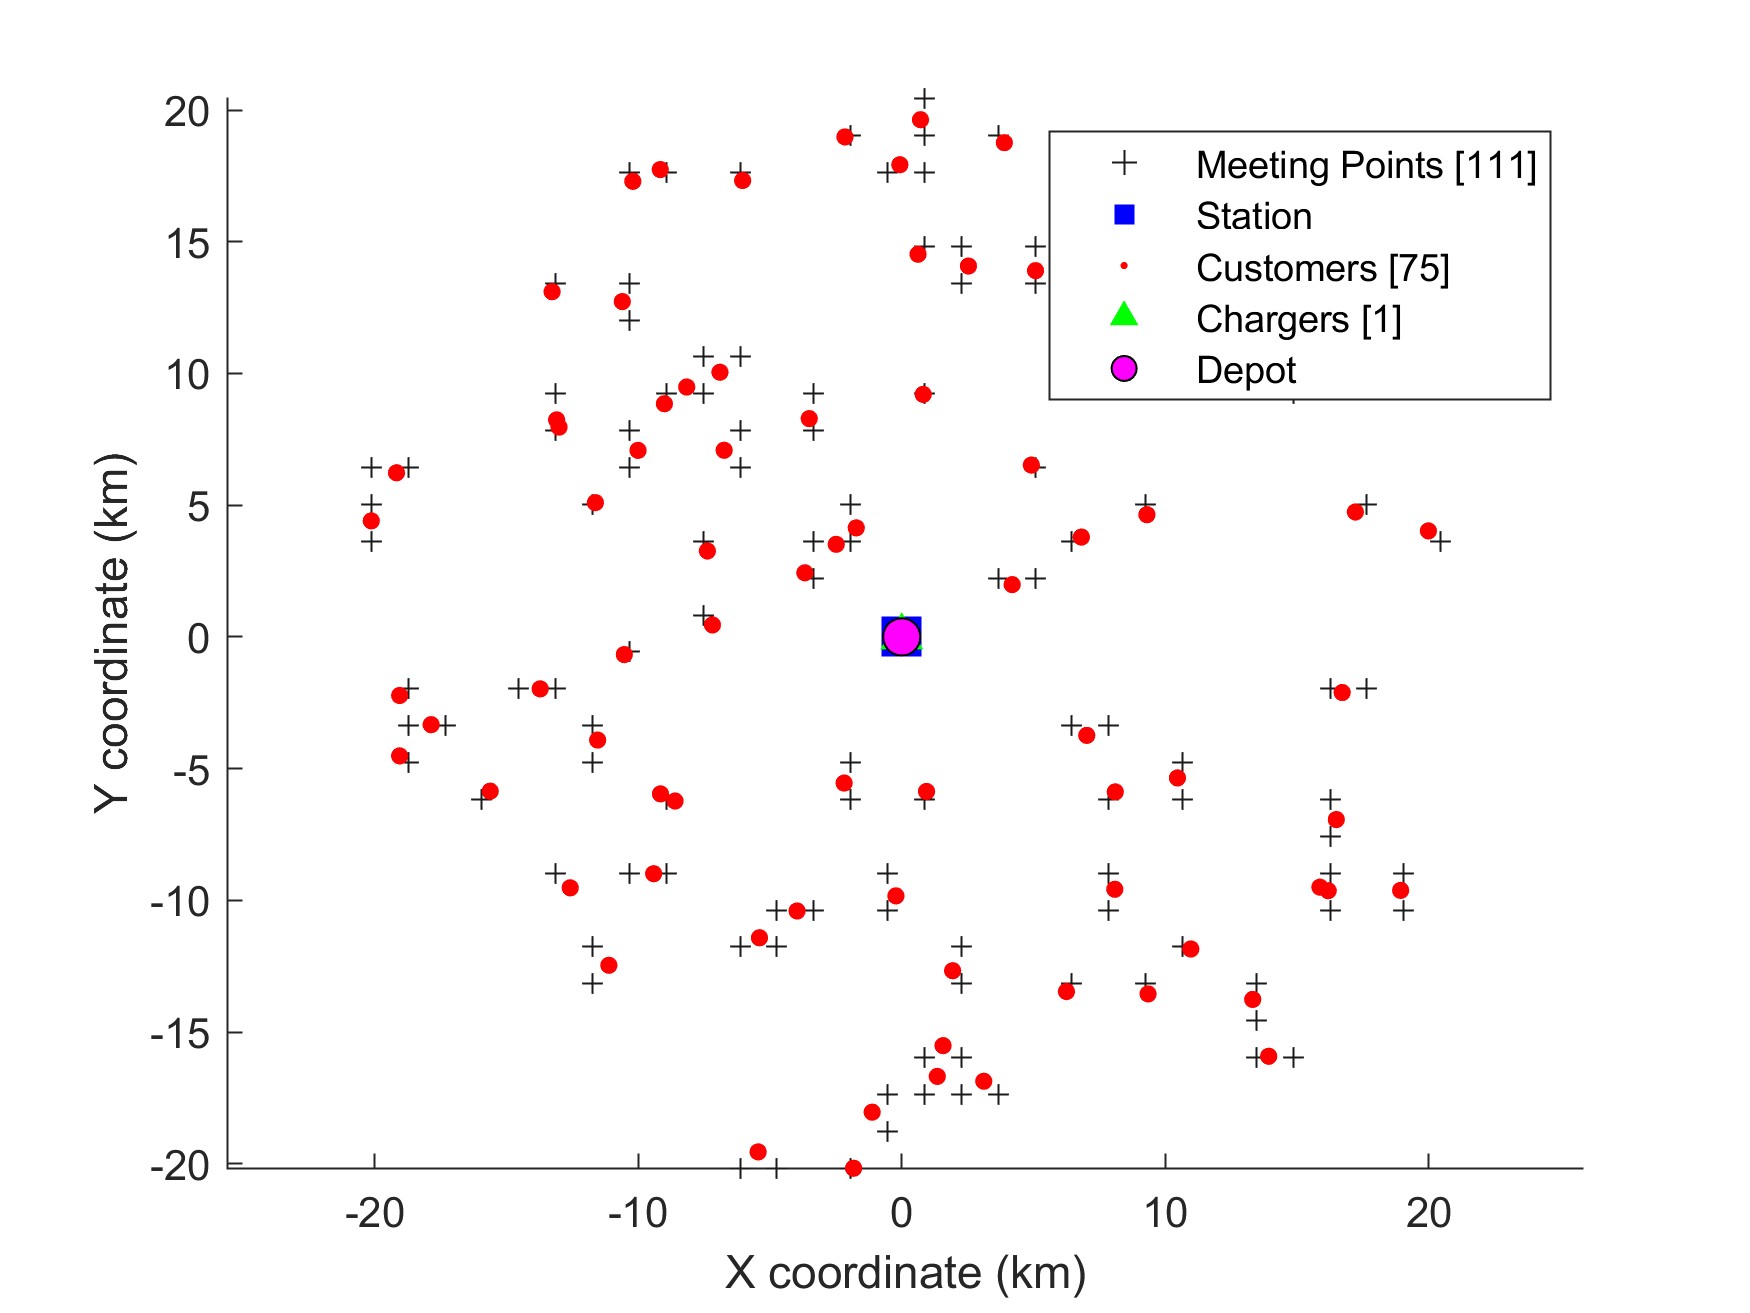 20
15
10
5
0
-5
-10
-15
-20
Y coordinate (km)
Meeting Points [111]
Station
Customers [75]
Chargers [1]
Depot
-20
-10
0
10
20
X coordinate (km)